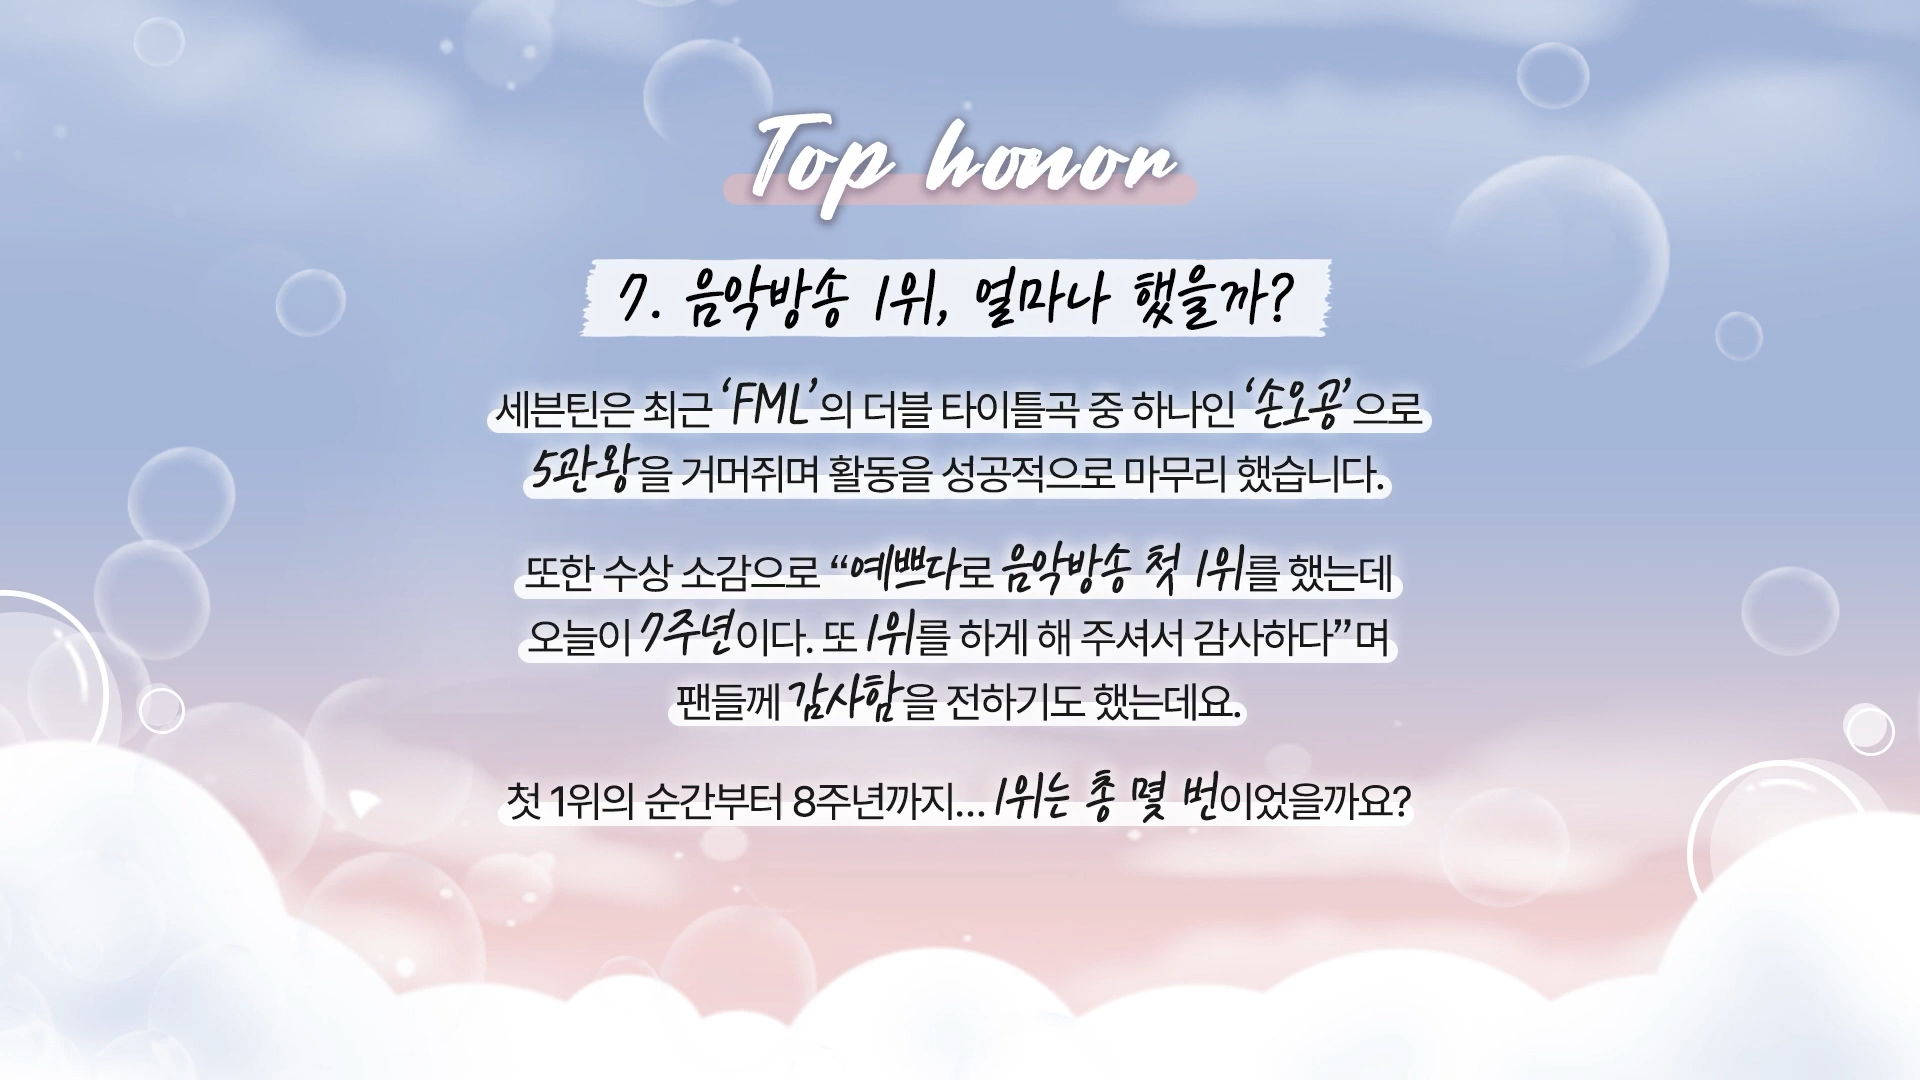 Top honor
7. 음악방송 1위, 얼마나 했을까?
세븐틴은 최근 ‘FML’의 더블 타이틀곡 중 하나인 ‘손오공’으로
5관왕을 거머쥐며 활동을 성공적으로 마무리 했습니다.
또한 수상 소감으로 “예쁘다로 음악방송 첫 1위를 했는데
오늘이 7주년이다. 또 1위를 하게 해 주셔서 감사하다”며
팬들께 감사함을 전하기도 했는데요.
첫 1위의 순간부터 8주년까지... 1위는 총 몇 번이었을까요?